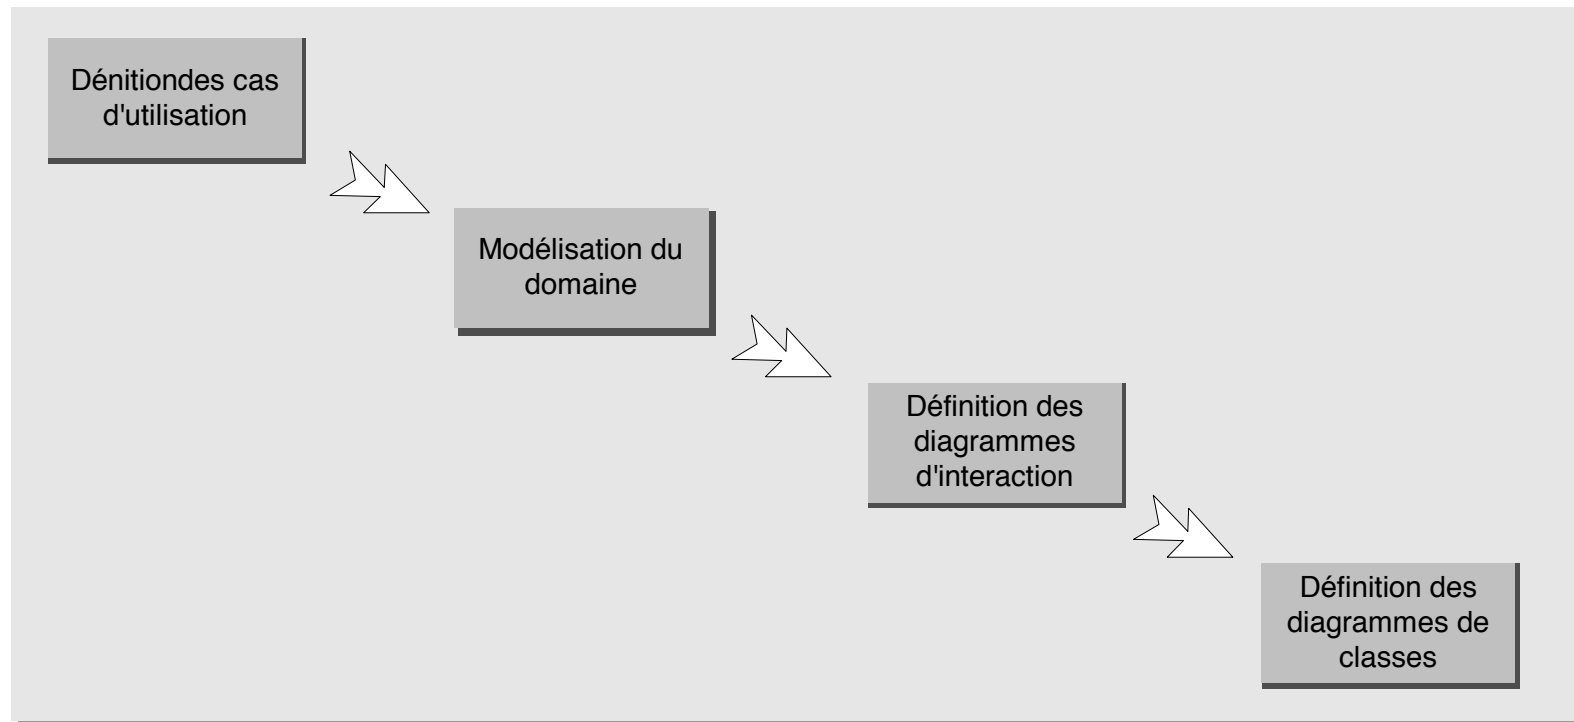 Dénitiondes cas
d'utilisation
Modélisation du
domaine
Définition des
diagrammes
d'interaction
Définition des
diagrammes de
classes